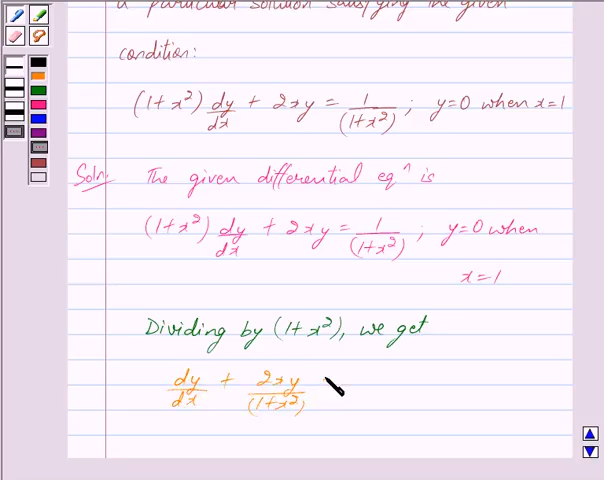 a particular solution satisfying the given
condition:
(1+x²) dy/dx + 2xy = 1/(1+x²) ; y=0 when x=1
Soln: The given differential eqⁿ is
(1+x²) dy/dx + 2xy = 1/(1+x²) ; y=0 when
x=1
Dividing by (1+x²), we get
dy/dx + 2xy/(1+x²)